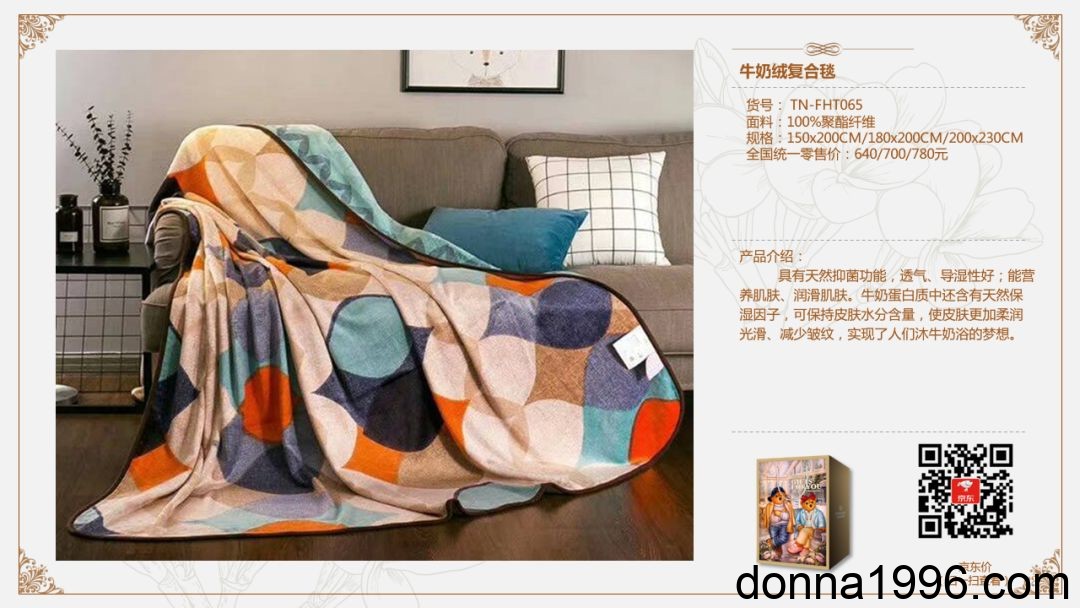 牛奶绒复合毯
货号： TN-FHT065
面料：100%聚酯纤维
规格：150x200CM/180x200CM/200x230CM
全国统一零售价：640/700/780元
产品介绍：
具有天然抑菌功能，透气、导湿性好；能营
养肌肤、润滑肌肤。牛奶蛋白质中还含有天然保
湿因子，可保持皮肤水分含量，使皮肤更加柔润
光滑、减少皱纹，实现了人们沐牛奶浴的梦想。
京东
京东价
扫查看
donna1996.com